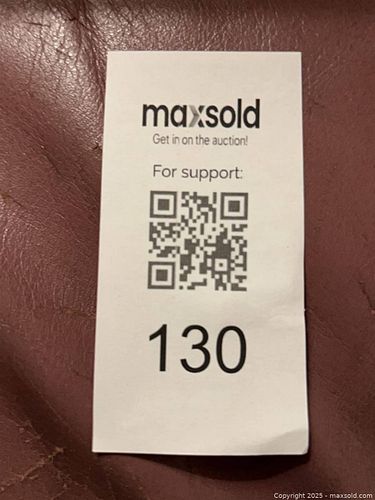 maxsold
Get in on the auction!
For support:
130
Copyright 2025 - maxsold.com